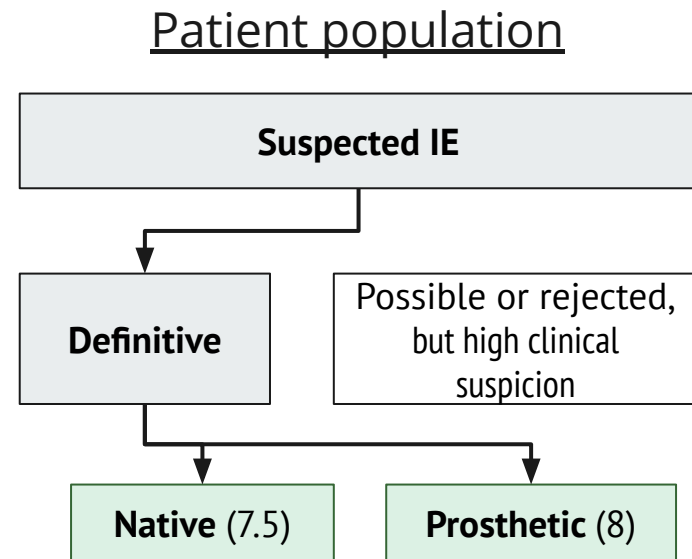 Patient population
Suspected IE
Definitive
Possible or rejected,
but high clinical
suspicion
Native (7.5)
Prosthetic (8)